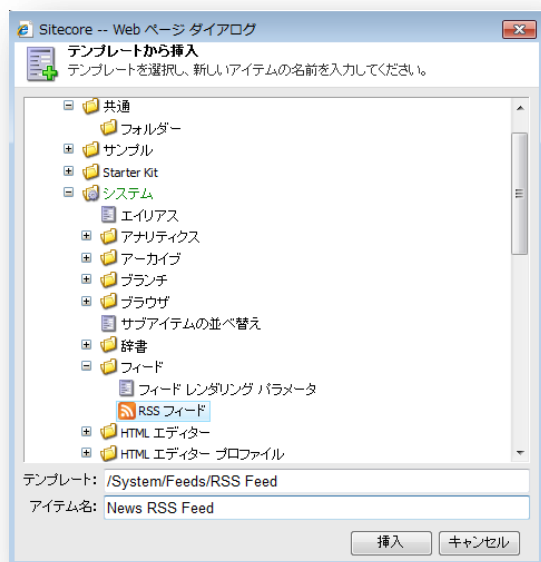 Sitecore -- Web ページ ダイアログ
テンプレートから挿入
テンプレートを選択し、新しいアイテムの名前を入力してください。
共通
フォルダー
サンプル
Starter Kit
システム
エイリアス
アナリティクス
アーカイブ
ブランチ
ブラウザ
サブアイテムの並べ替え
辞書
フィード
フィード レンダリング パラメータ
RSS フィード
HTML エディター
HTML エディター プロファイル
テンプレート: /System/Feeds/RSS Feed
アイテム名: News RSS Feed
挿入 キャンセル